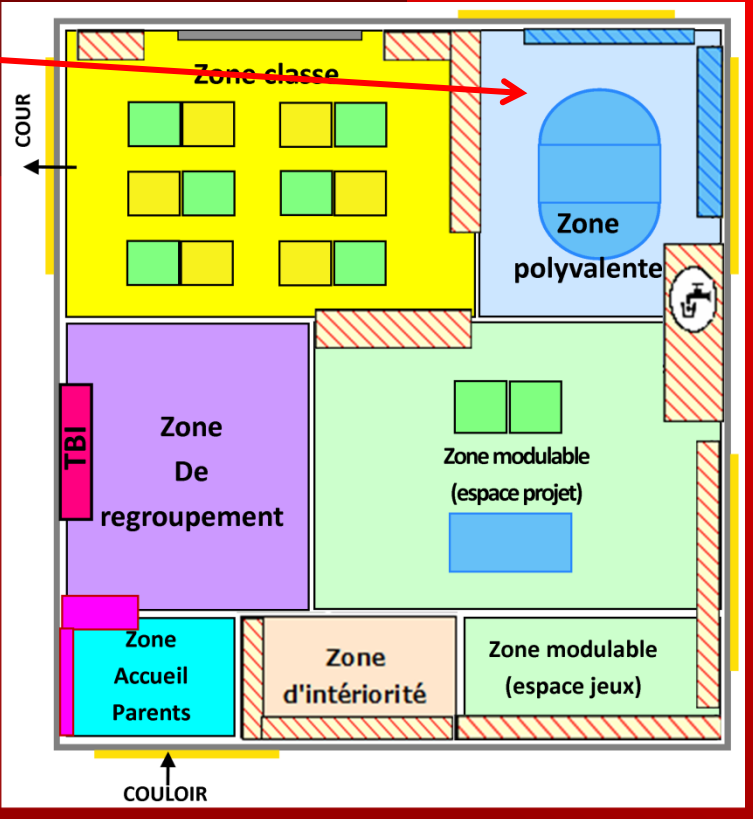 Zone classe
COUR
Zone
polyvalente
TBI
Zone
De
regroupement
Zone modulable
(espace projet)
Zone
Accueil
Parents
Zone
d'intériorité
Zone modulable
(espace jeux)
COULOIR